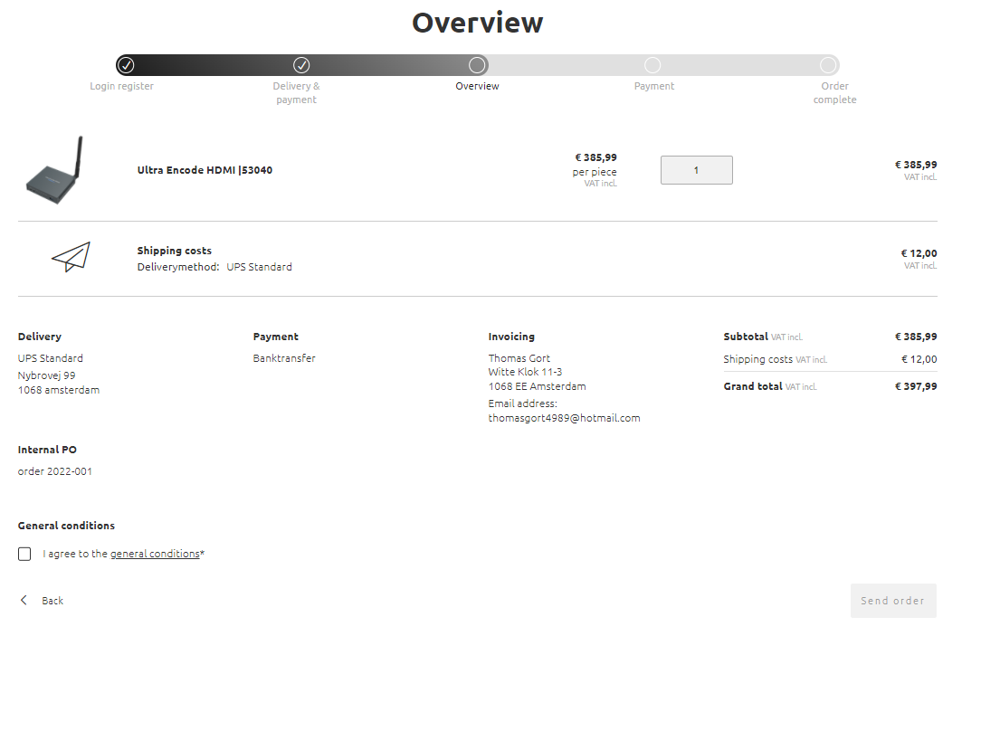 Overview
Login register
Delivery &
payment
Overview
Payment
Order
complete
Ultra Encode HDMI |53040
€ 385,99
per piece
VAT incl.
1
€ 385,99
VAT incl.
Shipping costs
Deliverymethod: UPS Standard
€ 12,00
VAT incl.
Delivery
UPS Standard
Nybrovej 99
1068 amsterdam
Payment
Banktransfer
Invoicing
Thomas Gort
Witte Klok 11-3
1068 EE Amsterdam
Email address:
thomasgort4989@hotmail.com
Subtotal VAT incl. € 385,99
Shipping costs VAT incl. € 12,00
Grand total VAT incl. € 397,99
Internal PO
order 2022-001
General conditions
I agree to the general conditions*
Back
Send order